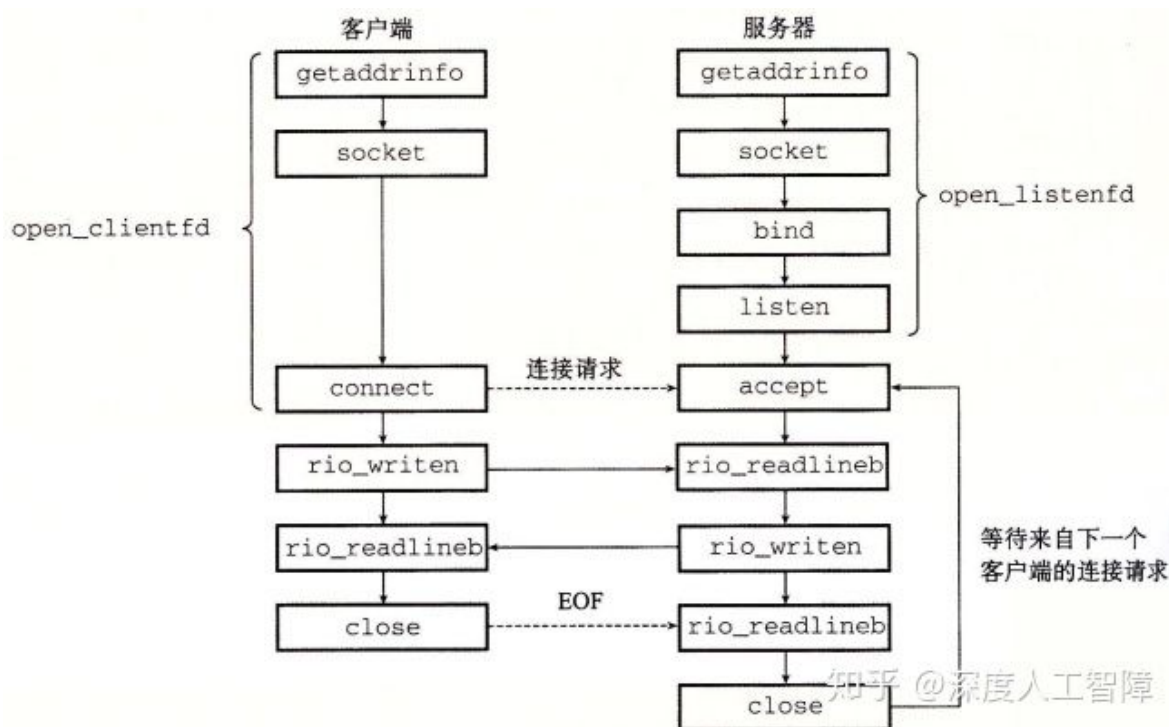 客户端
服务器
getaddrinfo
getaddrinfo
socket
socket
open_clientfd
open_listenfd
bind
listen
连接请求
connect
accept
rio_writen
rio_readlineb
rio_readlineb
rio_writen
等待来自下一个
客户端的连接请求
EOF
close
rio_readlineb
close
知乎 @深度人工智障